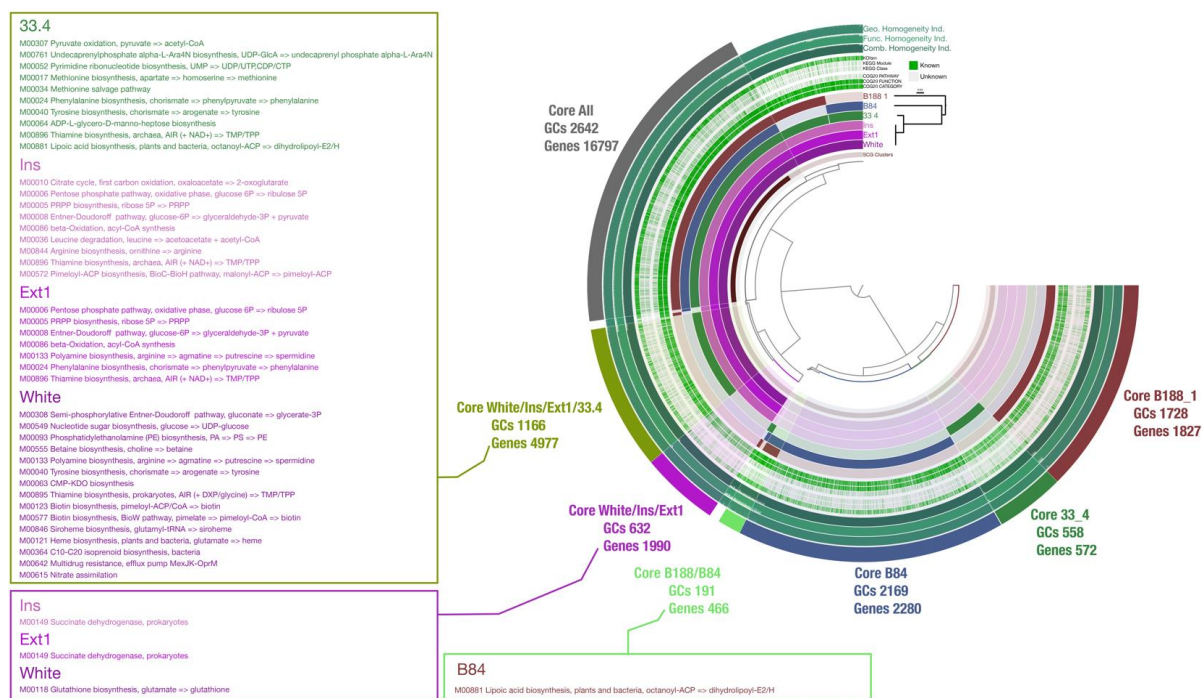 33.4
M00307 Pyruvate oxidation, pyruvate => acetyl-CoA
M00761 Undecaprenylphosphate alpha-L-Ara4N biosynthesis, UDP-GlcA => undecaprenyl phosphate alpha-L-Ara4N
M00052 Pyrimidine ribonucleotide biosynthesis, UMP => UDP/UTP,CDP/CTP
M00017 Methionine biosynthesis, apartate => homoserine => methionine
M00034 Methionine salvage pathway
M00024 Phenylalanine biosynthesis, chorismate => phenylpyruvate => phenylalanine
M00040 Tyrosine biosynthesis, chorismate => arogenate => tyrosine
M00064 ADP-L-glycero-D-manno-heptose biosynthesis
M00896 Thiamine biosynthesis, archaea, AIR (+ NAD+) => TMP/TPP
M00881 Lipoic acid biosynthesis, plants and bacteria, octanoyl-ACP => dihydrolipoyl-E2/H
Ins
M00010 Citrate cycle, first carbon oxidation, oxaloacetate => 2-oxoglutarate
M00006 Pentose phosphate pathway, oxidative phase, glucose 6P => ribulose 5P
M00005 PRPP biosynthesis, ribose 5P => PRPP
M00008 Entner-Doudoroff pathway, glucose-6P => glyceraldehyde-3P + pyruvate
M00086 beta-Oxidation, acyl-CoA synthesis
M00036 Leucine degradation, leucine => acetoacetate + acetyl-CoA
M00844 Arginine biosynthesis, ornithine => arginine
M00896 Thiamine biosynthesis, archaea, AIR (+ NAD+) => TMP/TPP
M00572 Pimeloyl-ACP biosynthesis, BioC-BioH pathway, malonyl-ACP => pimeloyl-ACP
Ext1
M00006 Pentose phosphate pathway, oxidative phase, glucose 6P => ribulose 5P
M00005 PRPP biosynthesis, ribose 5P => PRPP
M00008 Entner-Doudoroff pathway, glucose-6P => glyceraldehyde-3P + pyruvate
M00086 beta-Oxidation, acyl-CoA synthesis
M00133 Polyamine biosynthesis, arginine => agmatine => putrescine => spermidine
M00024 Phenylalanine biosynthesis, chorismate => phenylpyruvate => phenylalanine
M00896 Thiamine biosynthesis, archaea, AIR (+ NAD+) => TMP/TPP
White
M00308 Semi-phosphorylative Entner-Doudoroff pathway, gluconate => glycerate-3P
M00549 Nucleotide sugar biosynthesis, glucose => UDP-glucose
M00093 Phosphatidylethanolamine (PE) biosynthesis, PA => PS => PE
M00555 Betaine biosynthesis, choline => betaine
M00133 Polyamine biosynthesis, arginine => agmatine => putrescine => spermidine
M00040 Tyrosine biosynthesis, chorismate => arogenate => tyrosine
M00063 CMP-KDO biosynthesis
M00895 Thiamine biosynthesis, prokaryotes, AIR (+ DXP/glycine) => TMP/TPP
M00123 Biotin biosynthesis, pimeloyl-ACP/CoA => biotin
M00577 Biotin biosynthesis, BioW pathway, pimelate => pimeloyl-CoA => biotin
M00846 Siroheme biosynthesis, glutamyl-tRNA => siroheme
M00121 Heme biosynthesis, plants and bacteria, glutamate => heme
M00364 C10-C20 isoprenoid biosynthesis, bacteria
M00642 Multidrug resistance, efflux pump MexJK-OprM
M00615 Nitrate assimilation
Ins
M00149 Succinate dehydrogenase, prokaryotes
Ext1
M00149 Succinate dehydrogenase, prokaryotes
White
M00118 Glutathione biosynthesis, glutamate => glutathione
B84
M00881 Lipoic acid biosynthesis, plants and bacteria, octanoyl-ACP => dihydrolipoyl-E2/H
Core All
GCs 2642
Genes 16797
Core White/Ins/Ext1/33.4
GCs 1166
Genes 4977
Core White/Ins/Ext1
GCs 632
Genes 1990
Core B188/B84
GCs 191
Genes 466
Core B84
GCs 2169
Genes 2280
Core 33_4
GCs 558
Genes 572
Core B188_1
GCs 1728
Genes 1827
Geo. Homogeneity Ind.
Func. Homogeneity Ind.
Comb. Homogeneity Ind.
KOfam
KEGG Module
KEGG Class
COG20 PATHWAY
COG20 FUNCTION
COG20 CATEGORY
Known
Unknown
B188 1
B84
33 4
Ins
Ext1
White
SCG Clusters